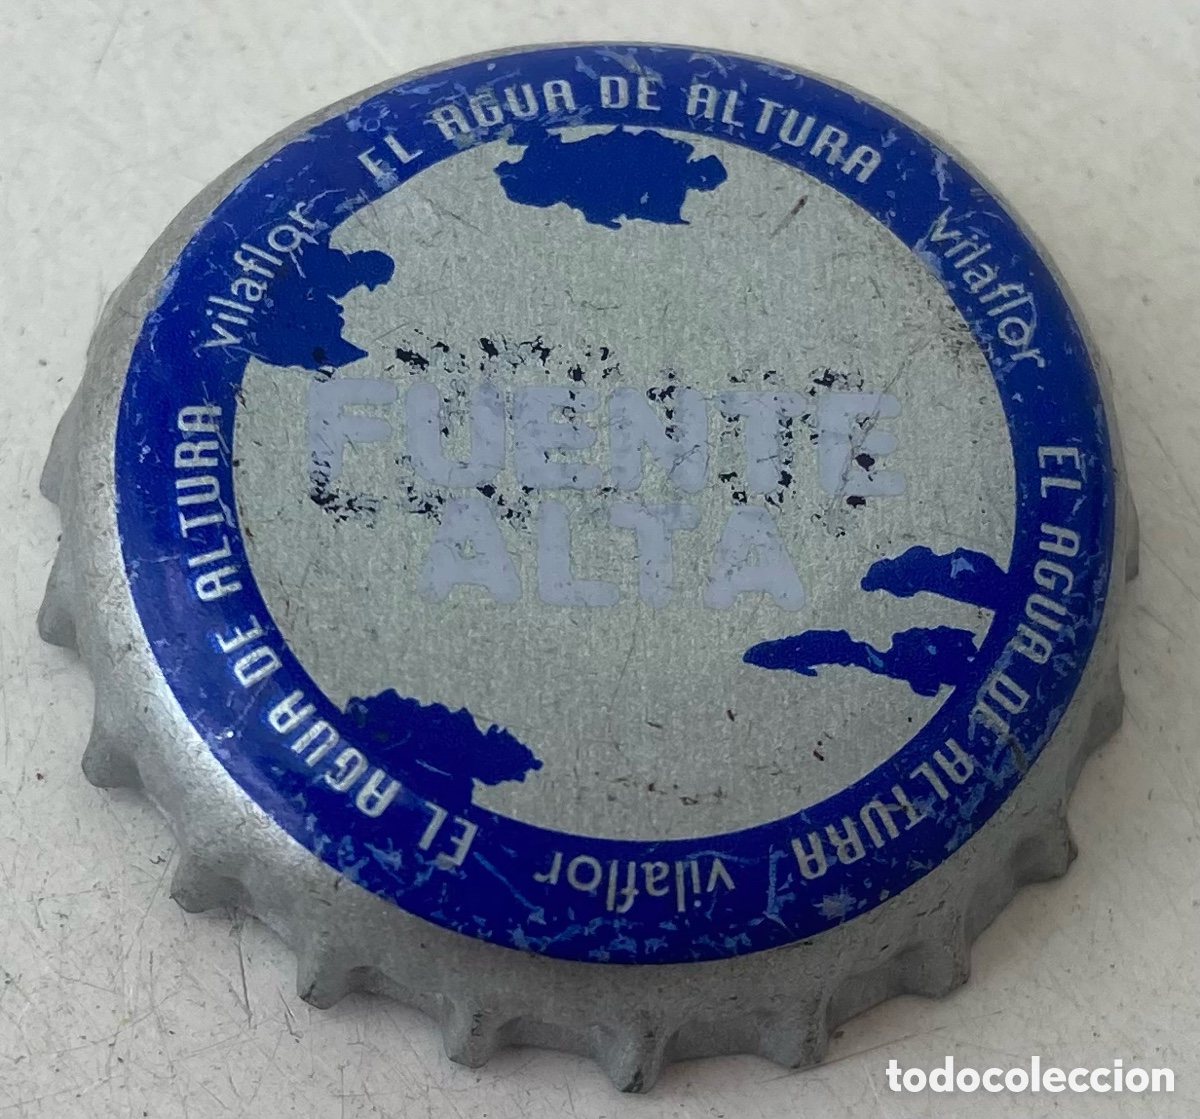 EL AGUA DE ALTURA
vilaflor
EL AGUA DE ALTURA
vilaflor
EL AGUA DE ALTURA
vilaflor
FUENTE
ALTA
todocoleccion